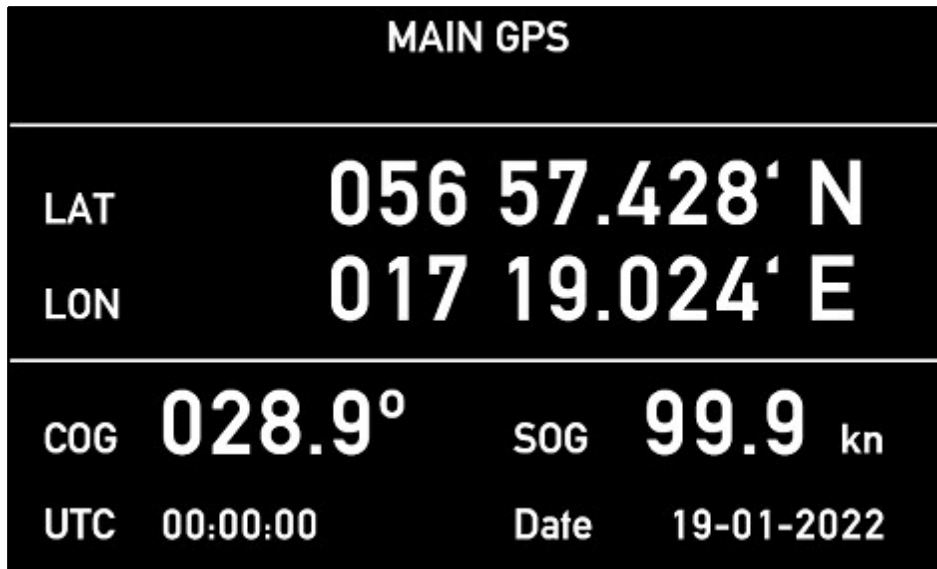 MAIN GPS
LAT 056 57.428‘ N
LON 017 19.024‘ E
COG 028.9° SOG 99.9 kn
UTC 00:00:00 Date 19-01-2022